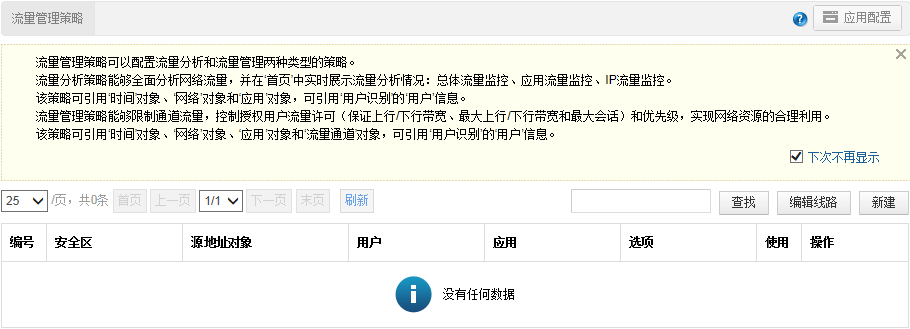 流量管理策略
应用配置
流量管理策略可以配置流量分析和流量管理两种类型的策略。
流量分析策略能够全面分析网络流量，并在'首页'中实时展示流量分析情况：总体流量监控、应用流量监控、IP流量监控。
该策略可引用'时间'对象、'网络'对象和'应用'对象，可引用'用户识别'的'用户'信息。
流量管理策略能够限制通道流量，控制授权用户流量许可（保证上行/下行带宽、最大上行/下行带宽和最大会话）和优先级，实现网络资源的合理利用。
该策略可引用'时间'对象、'网络'对象、'应用'对象和'流量通道'对象，可引用'用户识别'的'用户'信息。
下次不再显示
25 /页，共0条 首页 上一页 1/1 下一页 末页 刷新 查找 编辑线路 新建
编号 安全区 源地址对象 用户 应用 选项 使用 操作
没有任何数据